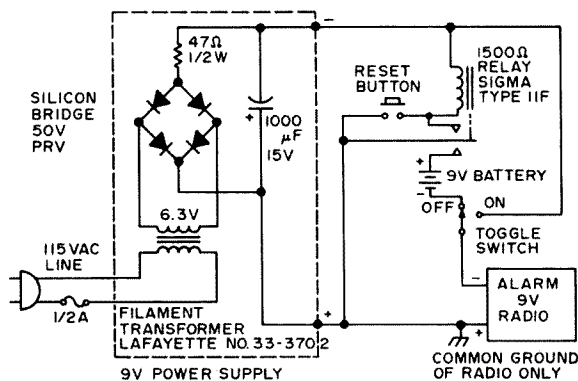 47Ω
1/2W
SILICON
BRIDGE
50V
PRV
+
1000
μF
15V
6.3V
115VAC
LINE
1/2A
FILAMENT
TRANSFORMER
LAFAYETTE NO. 33-3702
9V POWER SUPPLY
−
1500Ω
RELAY
SIGMA
TYPE 11F
RESET
BUTTON
+
9V BATTERY
−
OFF
ON
TOGGLE
SWITCH
−
ALARM
9V
RADIO
+
+
COMMON GROUND
OF RADIO ONLY